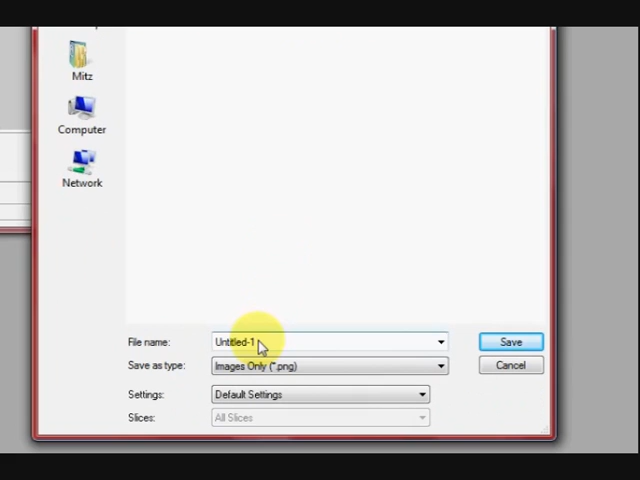 Mitz
Computer
Network
File name: Untitled-1 Save
Save as type: Images Only (*.png) Cancel
Settings: Default Settings
Slices: All Slices